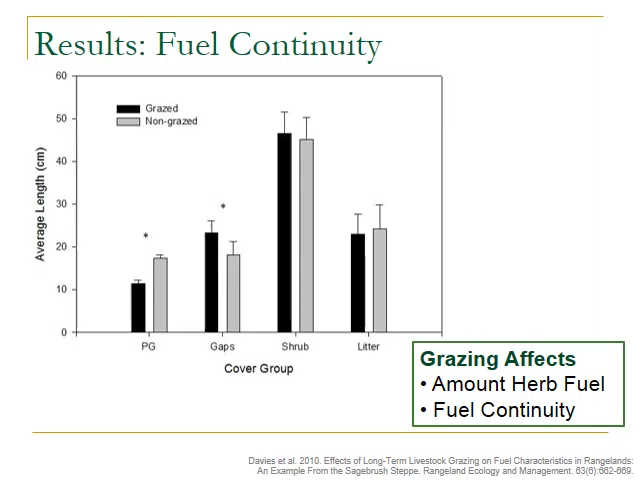 Results: Fuel Continuity
60
50
40
30
20
10
0
Average Length (cm)
Grazed
Non-grazed
*
*
PG
Gaps
Shrub
Litter
Cover Group
Grazing Affects
• Amount Herb Fuel
• Fuel Continuity
Davies et al. 2010. Effects of Long-Term Livestock Grazing on Fuel Characteristics in Rangelands:
An Example From the Sagebrush Steppe. Rangeland Ecology and Management. 63(6):662-669.